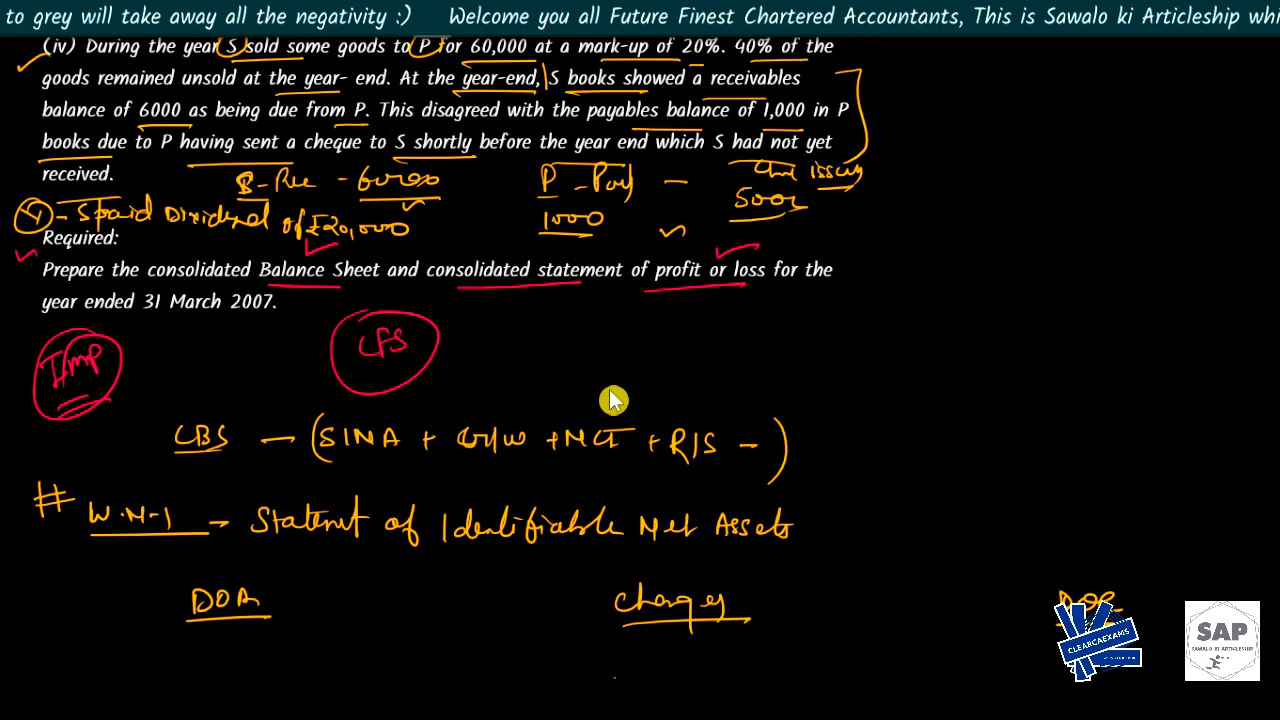 to grey will take away all the negativity :) Welcome you all Future Finest Chartered Accountants, This is Sawalo ki Articleship whi
(iv) During the year S sold some goods to P for 60,000 at a mark-up of 20%. 40% of the
goods remained unsold at the year- end. At the year-end, S books showed a receivables
balance of 6000 as being due from P. This disagreed with the payables balance of 1,000 in P
books due to P having sent a cheque to S shortly before the year end which S had not yet
received.
S-Rec - 6000 P-Pay -
5000
1000
S paid Dividend of ₹20,000
Required:
Prepare the consolidated Balance Sheet and consolidated statement of profit or loss for the
year ended 31 March 2007.
Imp CFS
CBS - (SINA + G/W + NCI + R/S - )
# W.N-1 - Statement of Identifiable Net Assets
DOA Changes
CLEARCAEXAMS
SAP
SAWALO KI ARTICLESHIP